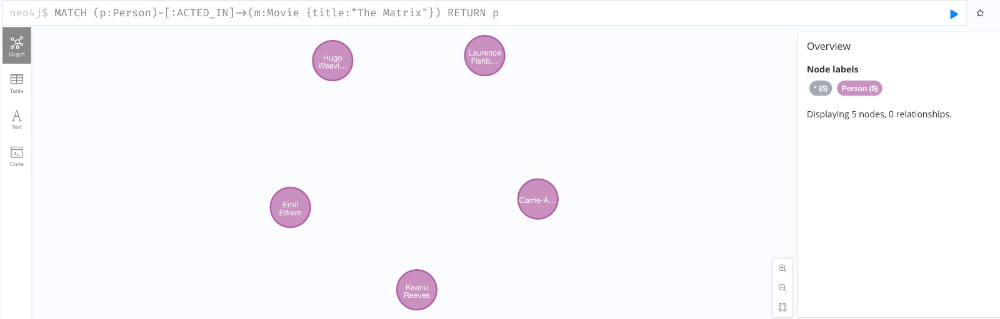 neo4j$ MATCH (p:Person)-[:ACTED_IN]→(m:Movie {title:"The Matrix"}) RETURN p
Graph
Table
Text
Code
Hugo
Weavi...
Laurence
Fishb...
Emil
Eifrem
Carrie-A...
Keanu
Reeves
Overview
Node labels
* (5) Person (5)
Displaying 5 nodes, 0 relationships.